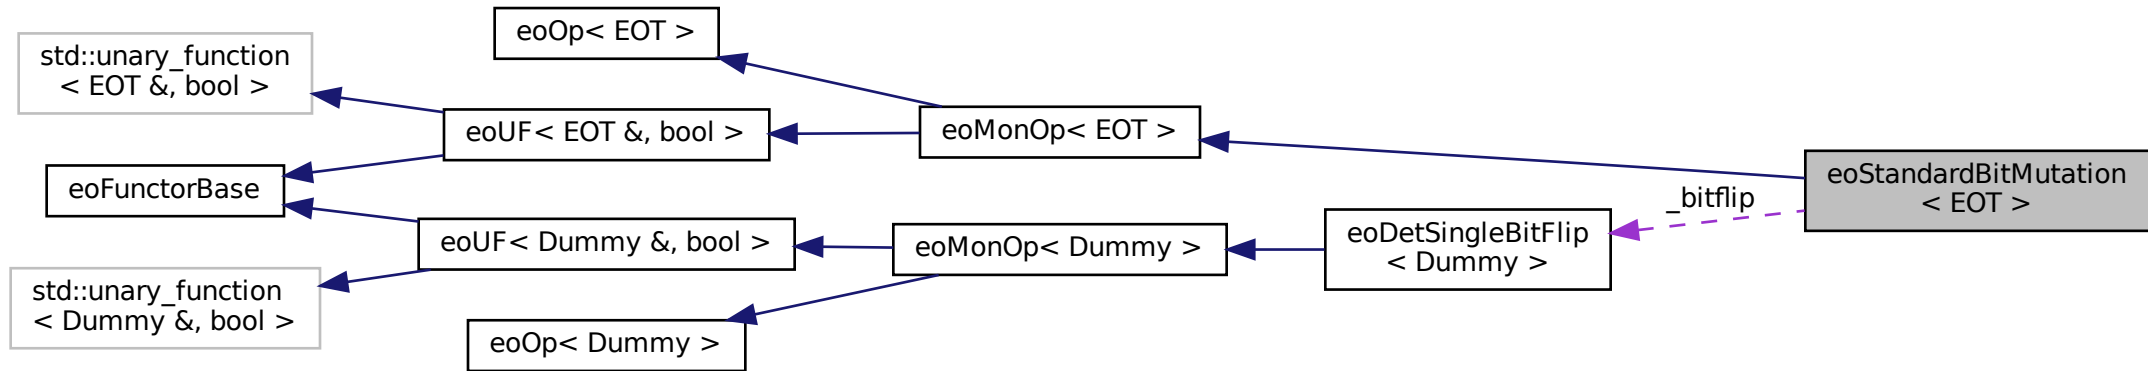 eoOp< EOT >
std::unary_function
< EOT &, bool >
eoUF< EOT &, bool >
eoMonOp< EOT >
eoFunctorBase
eoStandardBitMutation
< EOT >
_bitflip
eoUF< Dummy &, bool >
eoMonOp< Dummy >
eoDetSingleBitFlip
< Dummy >
std::unary_function
< Dummy &, bool >
eoOp< Dummy >